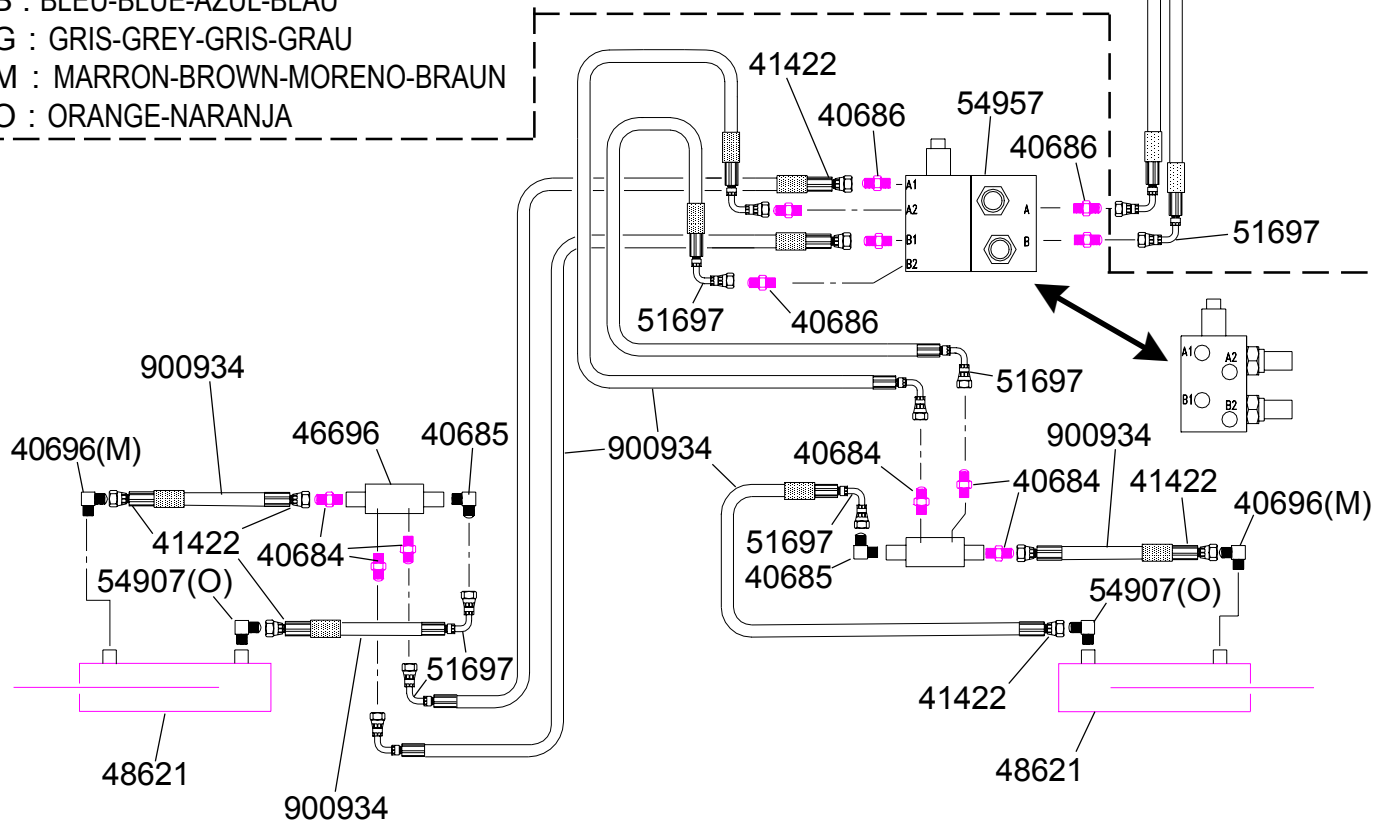 B : BLEU-BLUE-AZUL-BLAU
G : GRIS-GREY-GRIS-GRAU
M : MARRON-BROWN-MORENO-BRAUN
O : ORANGE-NARANJA
41422
40686
54957
40686
A1
A2
B1
B2
A
B
51697
51697
40686
A1
A2
B1
B2
900934
51697
40696(M)
46696
40685
900934
40684
900934
40684
41422
40696(M)
41422
40684
51697
40685
54907(O)
54907(O)
51697
41422
48621
48621
900934